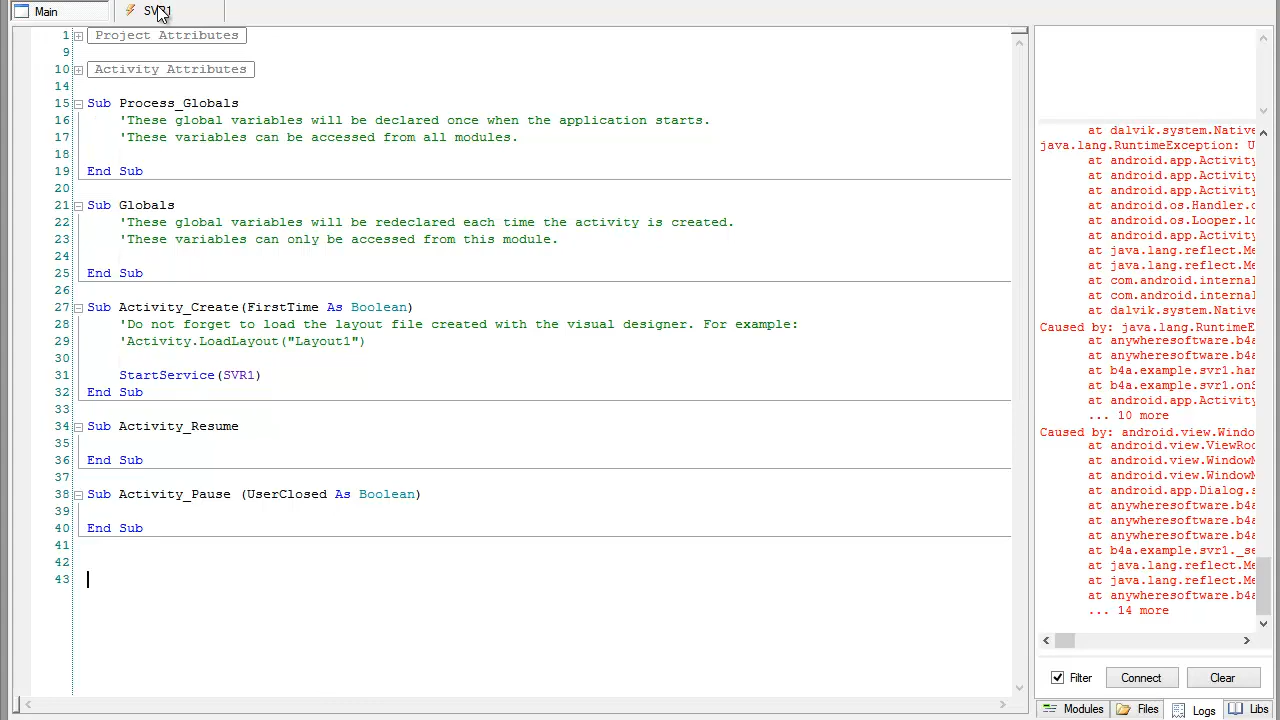 Main
SVR1
1 Project Attributes
9
10 Activity Attributes
14
15 Sub Process_Globals
16 'These global variables will be declared once when the application starts.
17 'These variables can be accessed from all modules.
18
19 End Sub
20
21 Sub Globals
22 'These global variables will be redeclared each time the activity is created.
23 'These variables can only be accessed from this module.
24
25 End Sub
26
27 Sub Activity_Create(FirstTime As Boolean)
28 'Do not forget to load the layout file created with the visual designer. For example:
29 'Activity.LoadLayout("Layout1")
30
31 StartService(SVR1)
32 End Sub
33
34 Sub Activity_Resume
35
36 End Sub
37
38 Sub Activity_Pause (UserClosed As Boolean)
39
40 End Sub
41
42
43
at dalvik.system.Native
java.lang.RuntimeException: U
at android.app.Activity
at android.app.Activity
at android.app.Activity
at android.os.Handler.d
at android.os.Looper.lo
at android.app.Activity
at java.lang.reflect.Me
at java.lang.reflect.Me
at com.android.internal
at com.android.internal
at dalvik.system.Native
Caused by: java.lang.RuntimeE
at anywheresoftware.b4a
at anywheresoftware.b4a
at b4a.example.svr1.han
at b4a.example.svr1.onS
at android.app.Activity
... 10 more
Caused by: android.view.Windo
at android.view.ViewRoo
at android.view.WindowM
at android.view.WindowM
at android.app.Dialog.s
at anywheresoftware.b4a
at anywheresoftware.b4a
at anywheresoftware.b4a
at b4a.example.svr1._se
at java.lang.reflect.Me
at java.lang.reflect.Me
at anywheresoftware.b4a
... 14 more
Filter
Connect
Clear
Modules
Files
Logs
Libs